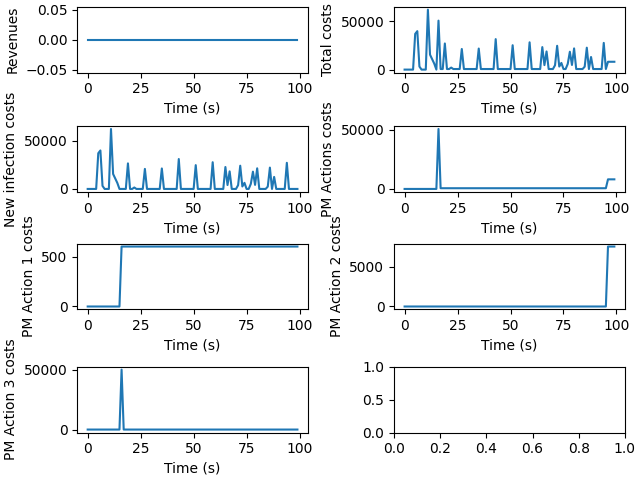 Revenues
0.05
0.00
−0.05
0 25 50 75 100
Time (s)
Total costs
50000
0
0 25 50 75 100
Time (s)
New infection costs
50000
0
0 25 50 75 100
Time (s)
PM Actions costs
50000
0
0 25 50 75 100
Time (s)
PM Action 1 costs
500
0
0 25 50 75 100
Time (s)
PM Action 2 costs
5000
0
0 25 50 75 100
Time (s)
PM Action 3 costs
50000
0
0 25 50 75 100
Time (s)
1.0
0.5
0.0
0.0 0.2 0.4 0.6 0.8 1.0